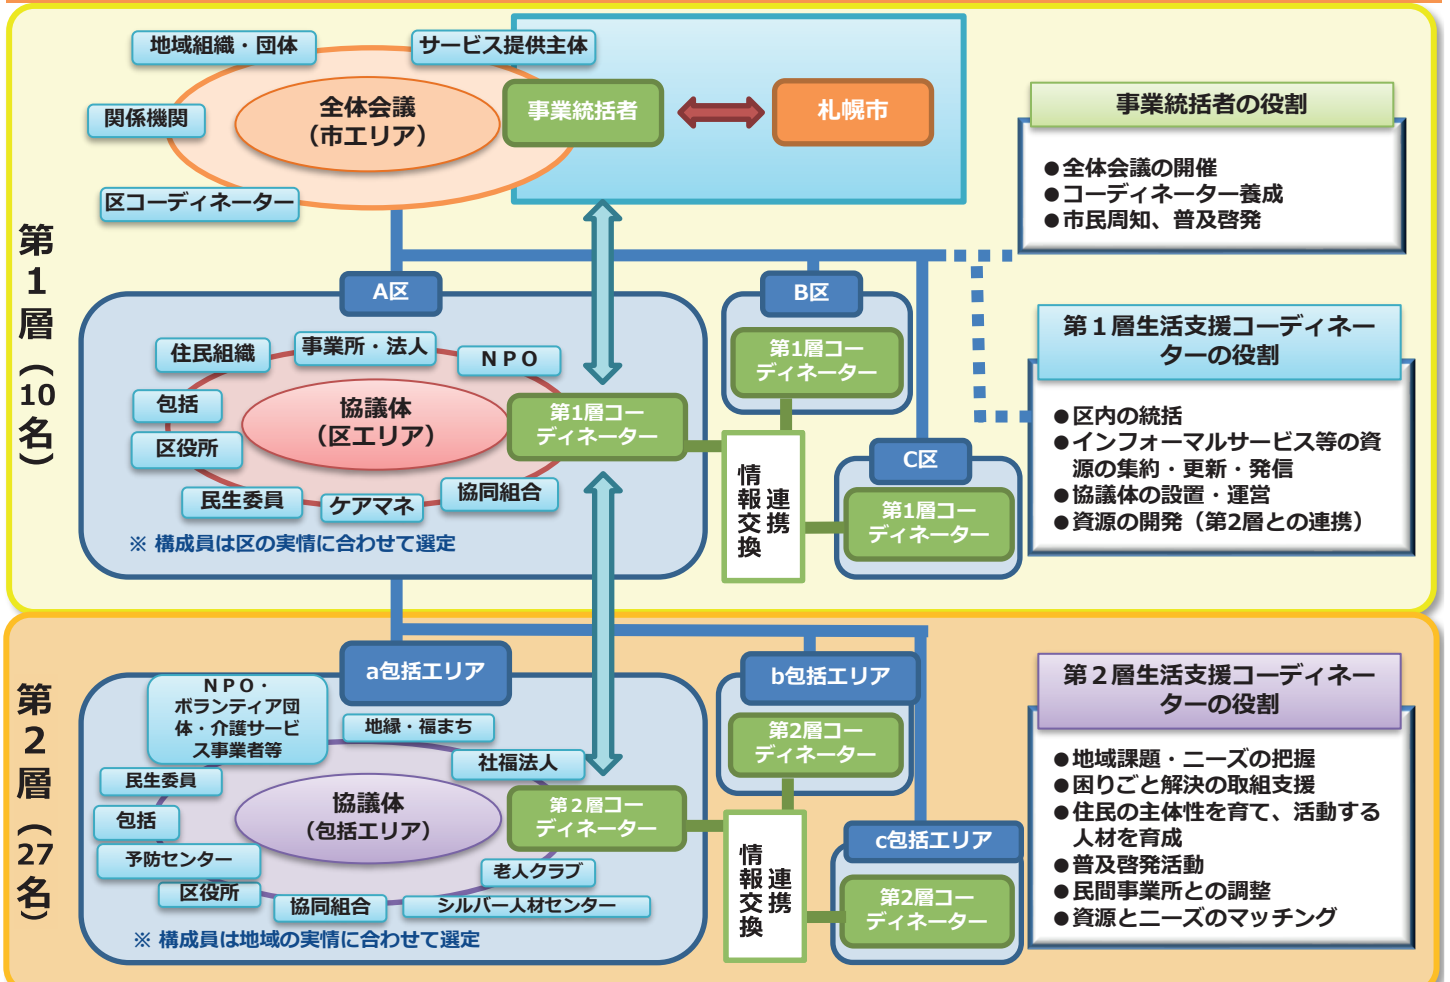 地域組織・団体
サービス提供主体
関係機関
全体会議
（市エリア）
事業統括者
札幌市
区コーディネーター
事業統括者の役割
●全体会議の開催
●コーディネーター養成
●市民周知、普及啓発
第1層（10名）
A区
住民組織
事業所・法人
ＮＰＯ
包括
区役所
協議体
（区エリア）
第1層コー
ディネーター
民生委員
ケアマネ
協同組合
※ 構成員は区の実情に合わせて選定
B区
第1層コー
ディネーター
連携
情報交換
C区
第1層コー
ディネーター
第１層生活支援コーディネー
ターの役割
●区内の統括
●インフォーマルサービス等の資
源の集約・更新・発信
●協議体の設置・運営
●資源の開発（第2層との連携）
第2層（27名）
a包括エリア
ＮＰＯ・
ボランティア団
体・介護サービ
ス事業者等
地縁・福まち
社福法人
民生委員
包括
予防センター
区役所
協議体
（包括エリア）
第２層コー
ディネーター
老人クラブ
協同組合
シルバー人材センター
※ 構成員は地域の実情に合わせて選定
b包括エリア
第2層コー
ディネーター
連携
情報交換
c包括エリア
第2層コー
ディネーター
第２層生活支援コーディネー
ターの役割
●地域課題・ニーズの把握
●困りごと解決の取組支援
●住民の主体性を育て、活動する
人材を育成
●普及啓発活動
●民間事業所との調整
●資源とニーズのマッチング